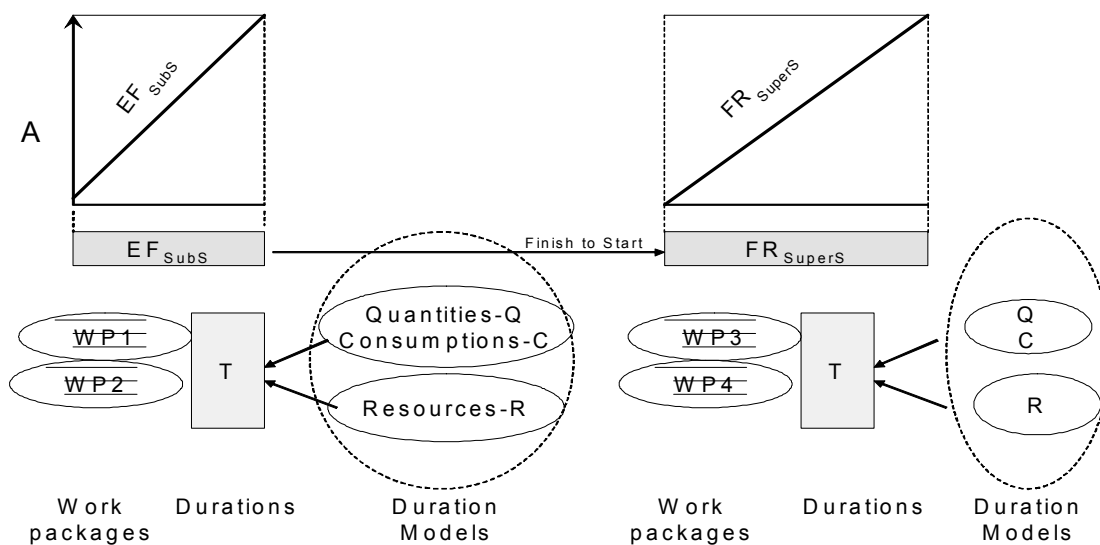 EF SubS
FR SuperS
A
EF SubS
Finish to Start
FR SuperS
Quantities-Q
Consumptions-C
Resources-R
WP1
WP2
T
WP3
WP4
T
Q
C
R
Work
packages
Durations
Duration
Models
Work
packages
Durations
Duration
Models